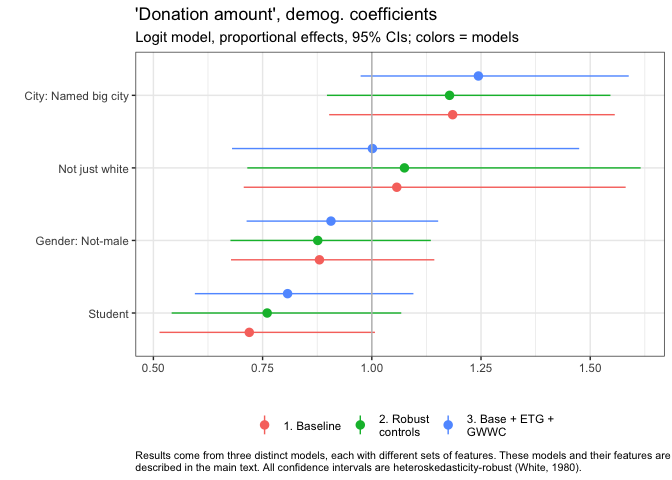 'Donation amount', demog. coefficients
Logit model, proportional effects, 95% CIs; colors = models
City: Named big city
Not just white
Gender: Not-male
Student
0.50 0.75 1.00 1.25 1.50
1. Baseline
2. Robust
controls
3. Base + ETG +
GWWC
Results come from three distinct models, each with different sets of features. These models and their features are
described in the main text. All confidence intervals are heteroskedasticity-robust (White, 1980).